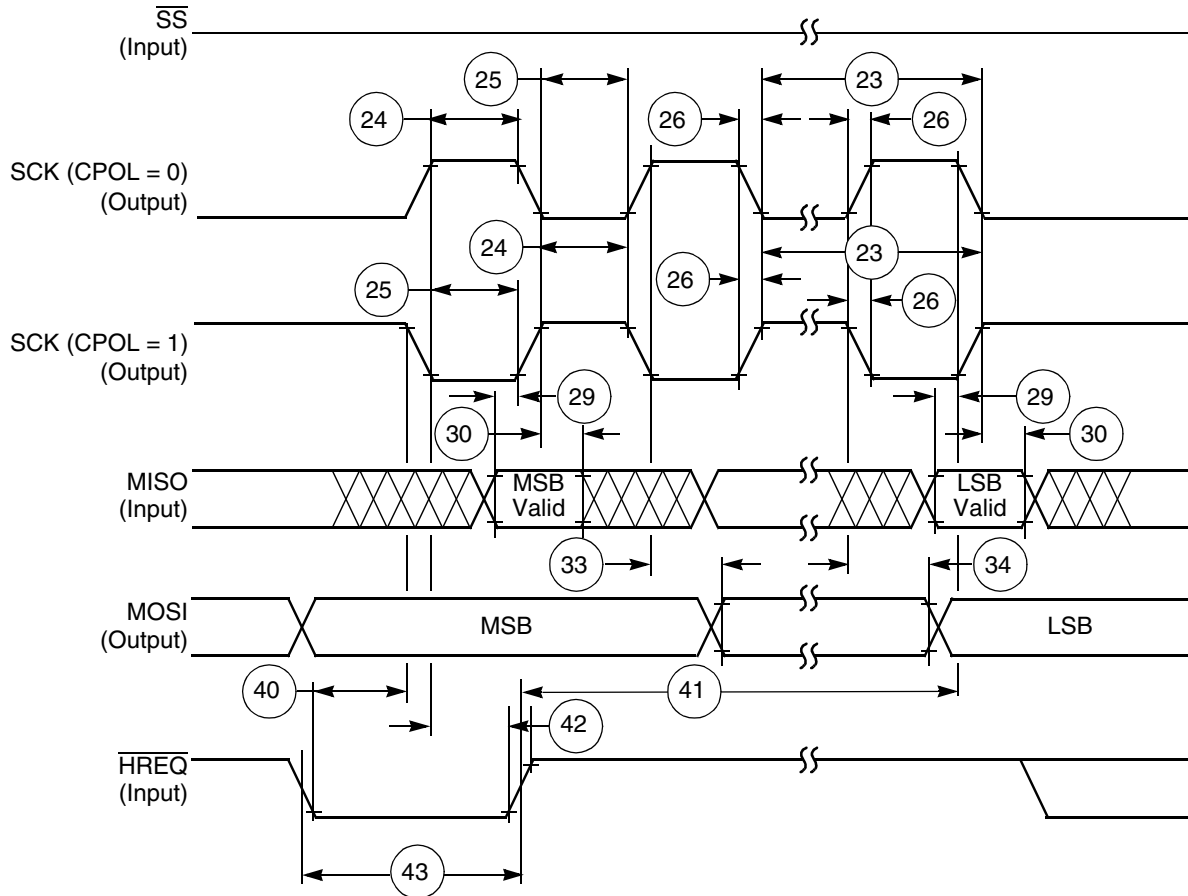 SS
(Input)
25
23
24
26
26
SCK (CPOL = 0)
(Output)
24
23
25
26
26
SCK (CPOL = 1)
(Output)
29
29
30
30
MISO
(Input)
MSB
Valid
LSB
Valid
33
34
MOSI
(Output)
MSB
LSB
40
41
42
HREQ
(Input)
43